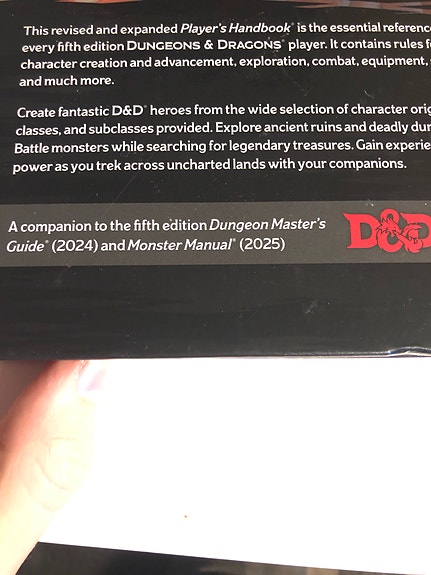 This revised and expanded Player's Handbook® is the essential referenc
every fifth edition DUNGEONS & DRAGONS® player. It contains rules f
character creation and advancement, exploration, combat, equipment,
and much more.
Create fantastic D&D® heroes from the wide selection of character orig
classes, and subclasses provided. Explore ancient ruins and deadly dun
Battle monsters while searching for legendary treasures. Gain experie
power as you trek across uncharted lands with your companions.
A companion to the fifth edition Dungeon Master's
Guide® (2024) and Monster Manual® (2025)
D&D